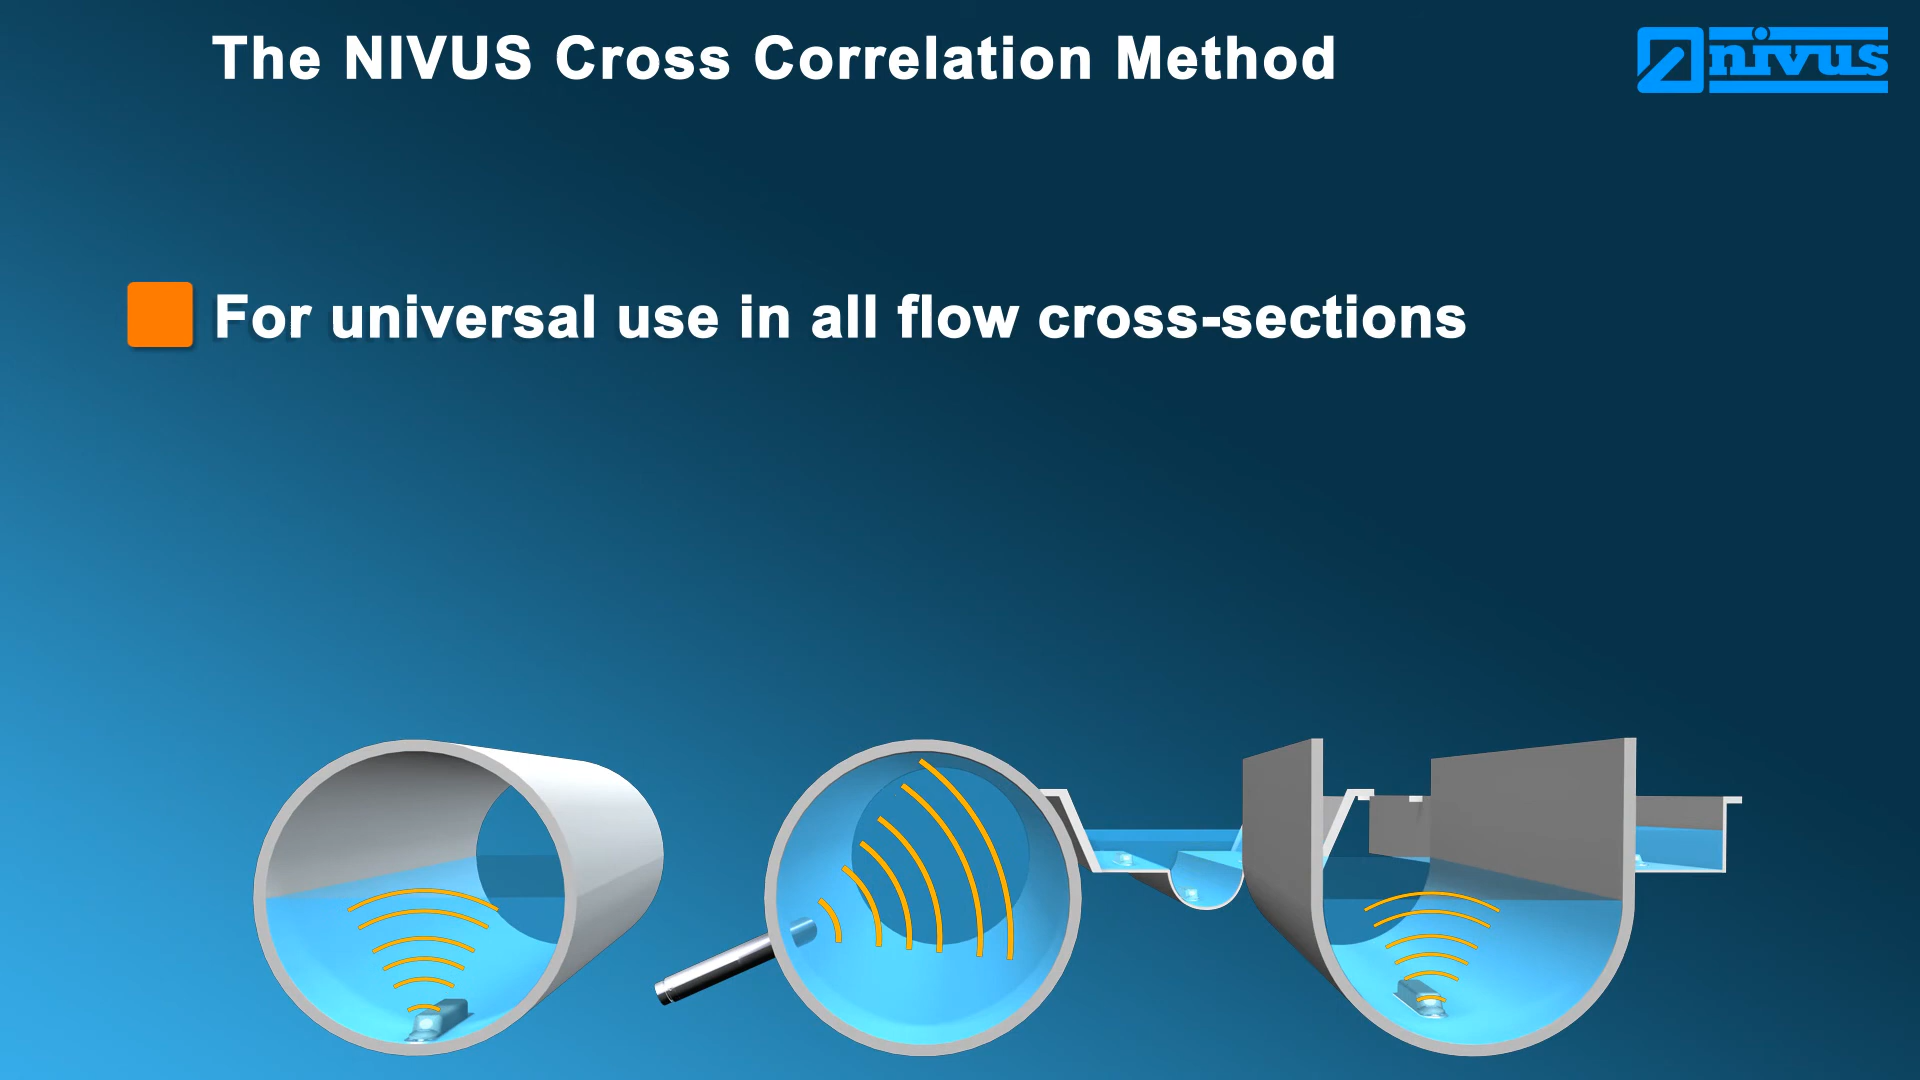 The NIVUS Cross Correlation Method
nivus
For universal use in all flow cross-sections